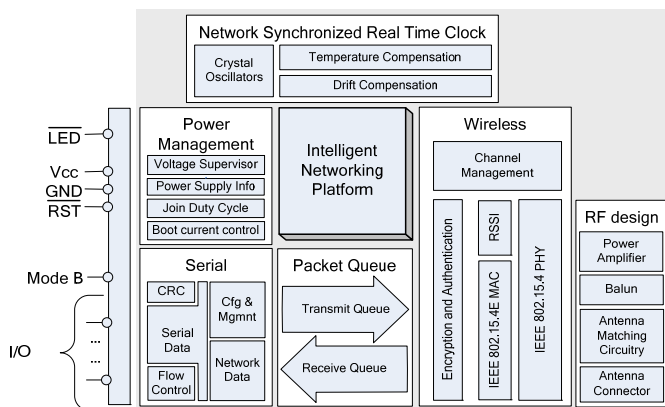 Network Synchronized Real Time Clock
Crystal
Oscillators
Temperature Compensation
Drift Compensation
LED
Vcc
GND
RST
Mode B
I/O
...
...
Power
Management
Voltage Supervisor
Power Supply Info
Join Duty Cycle
Boot current control
Intelligent
Networking
Platform
Wireless
Channel
Management
Encryption and Authentication
RSSI
IEEE 802.15.4E MAC
IEEE 802.15.4 PHY
RF design
Power
Amplifier
Balun
Antenna
Matching
Circuitry
Antenna
Connector
Serial
CRC
Serial
Data
Flow
Control
Cfg &
Mgmnt
Network
Data
Packet Queue
Transmit Queue
Receive Queue